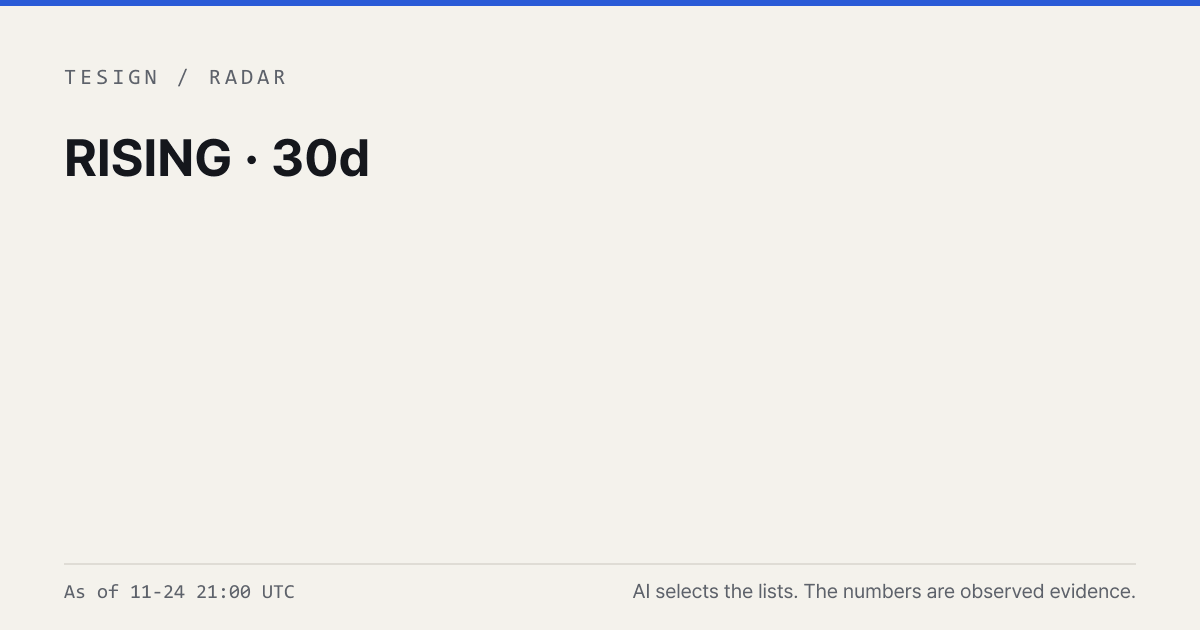 TESIGN / RADAR
RISING · 30d
As of 11-24 21:00 UTC
AI selects the lists. The numbers are observed evidence.